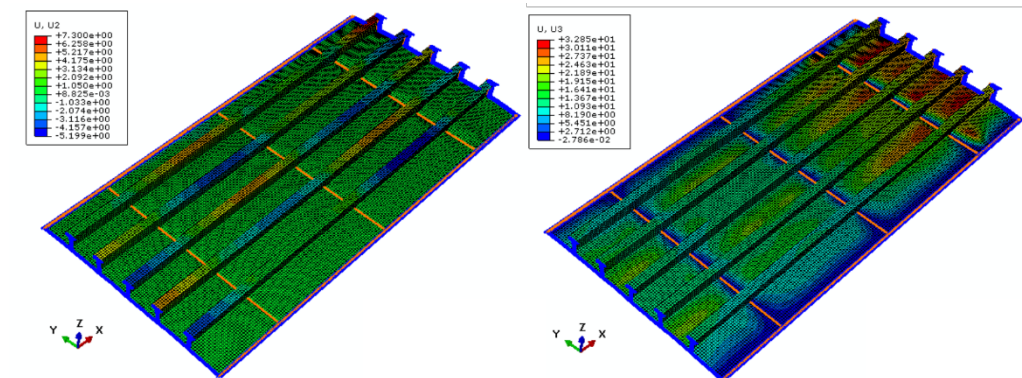 U, U2
+7.300e+00
+6.258e+00
+5.217e+00
+4.175e+00
+3.134e+00
+2.092e+00
+1.050e+00
+8.825e-03
-1.033e+00
-2.074e+00
-3.116e+00
-4.157e+00
-5.199e+00
Y Z X
U, U3
+3.285e+01
+3.011e+01
+2.737e+01
+2.463e+01
+2.189e+01
+1.915e+01
+1.641e+01
+1.367e+01
+1.093e+01
+8.190e+00
+5.451e+00
+2.712e+00
-2.786e-02
Y Z X